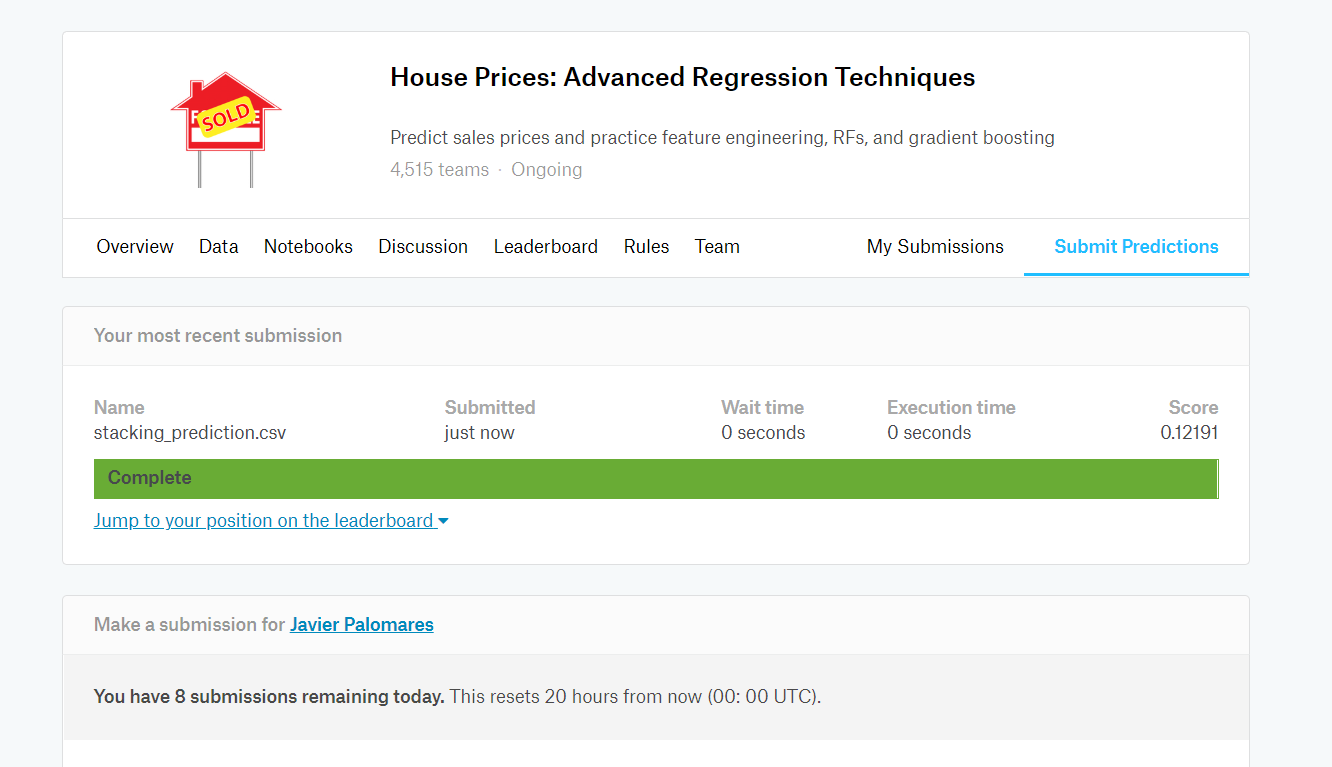 SOLD
House Prices: Advanced Regression Techniques
Predict sales prices and practice feature engineering, RFs, and gradient boosting
4,515 teams · Ongoing
Overview Data Notebooks Discussion Leaderboard Rules Team My Submissions Submit Predictions
Your most recent submission
Name Submitted Wait time Execution time Score
stacking_prediction.csv just now 0 seconds 0 seconds 0.12191
Complete
Jump to your position on the leaderboard
Make a submission for Javier Palomares
You have 8 submissions remaining today. This resets 20 hours from now (00: 00 UTC).